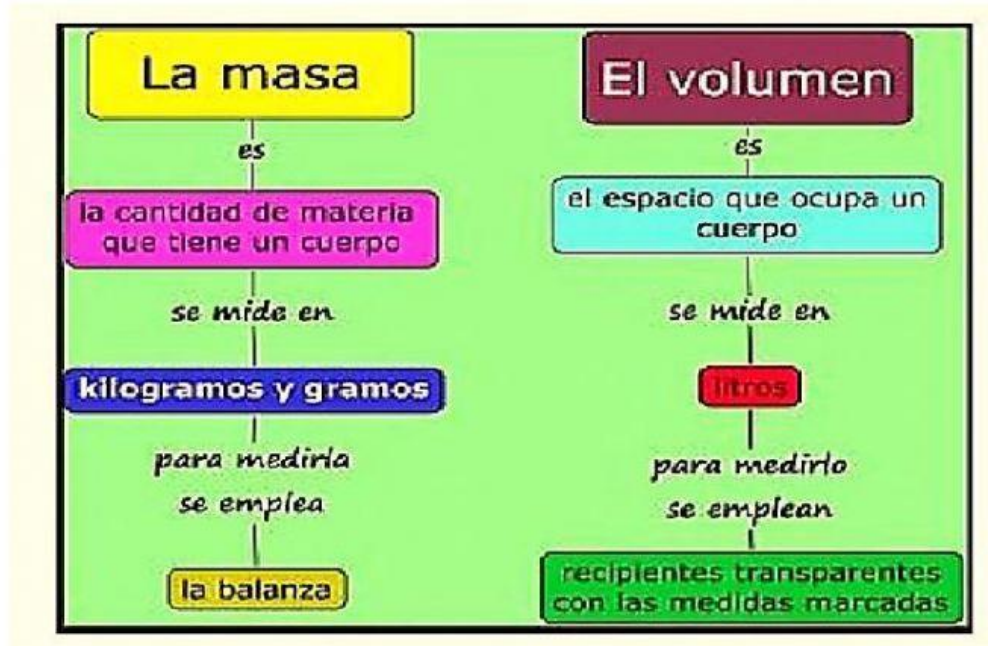 La masa
es
la cantidad de materia
que tiene un cuerpo
se mide en
kilogramos y gramos
para medirla
se emplea
la balanza
El volumen
es
el espacio que ocupa un
cuerpo
se mide en
litros
para medirlo
se emplean
recipientes transparentes
con las medidas marcadas